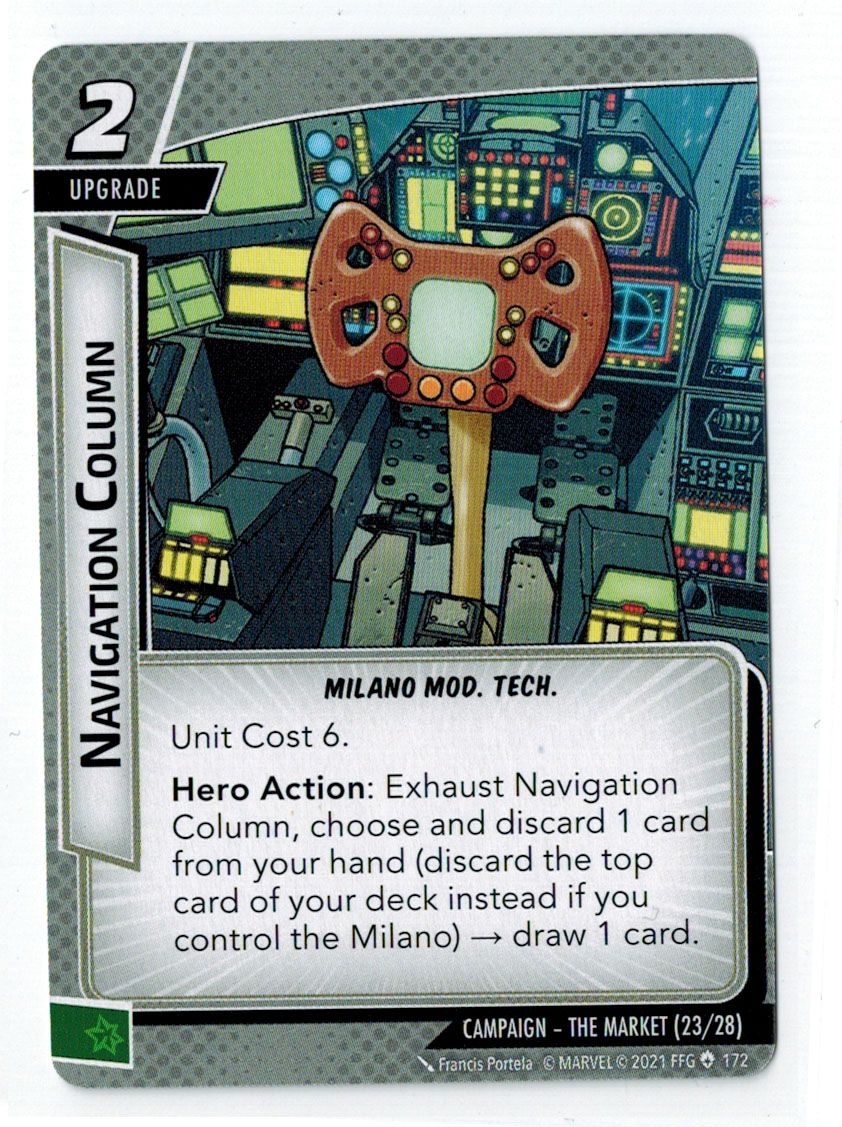 2
UPGRADE
NAVIGATION COLUMN
MILANO MOD. TECH.
Unit Cost 6.
Hero Action: Exhaust Navigation
Column, choose and discard 1 card
from your hand (discard the top
card of your deck instead if you
control the Milano) → draw 1 card.
CAMPAIGN – THE MARKET (23/28)
Francis Portela © MARVEL © 2021 FFG 172